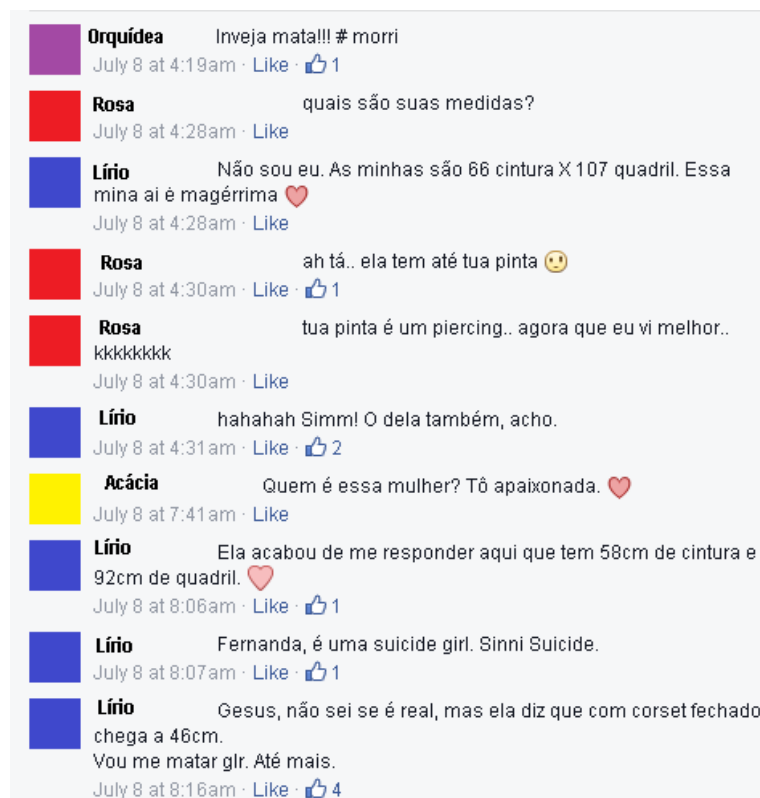 Orquídea Inveja mata!!! # morri
July 8 at 4:19am · Like · 1
Rosa quais são suas medidas?
July 8 at 4:28am · Like
Lírio Não sou eu. As minhas são 66 cintura X 107 quadril. Essa
mina ai é magérrima
July 8 at 4:28am · Like
Rosa ah tá.. ela tem até tua pinta
July 8 at 4:30am · Like · 1
Rosa tua pinta é um piercing.. agora que eu vi melhor..
kkkkkkkk
July 8 at 4:30am · Like
Lírio hahahah Simm! O dela também, acho.
July 8 at 4:31am · Like · 2
Acácia Quem é essa mulher? Tô apaixonada.
July 8 at 7:41am · Like
Lírio Ela acabou de me responder aqui que tem 58cm de cintura e
92cm de quadril.
July 8 at 8:06am · Like · 1
Lírio Fernanda, é uma suicide girl. Sinni Suicide.
July 8 at 8:07am · Like · 1
Lírio Gesus, não sei se é real, mas ela diz que com corset fechado
chega a 46cm.
Vou me matar glr. Até mais.
July 8 at 8:16am · Like · 4